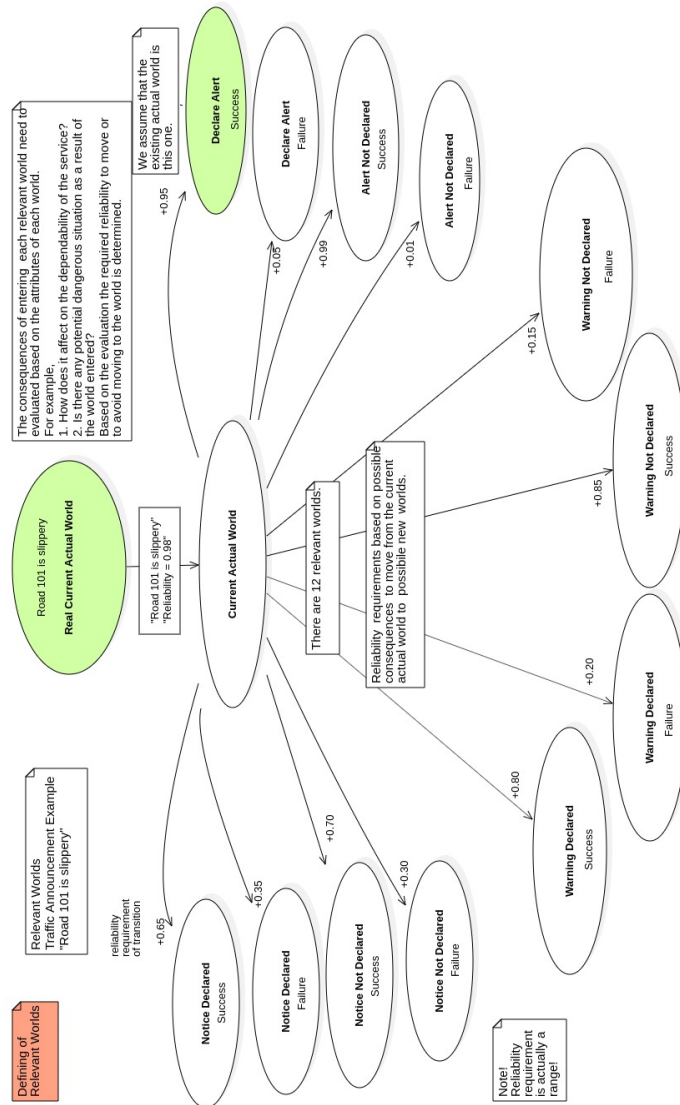 Defining of
Relevant Worlds
Relevant Worlds
Traffic Announcement Example
"Road 101 is slippery"
Road 101 is slippery
Real Current Actual World
The consequences of entering  each relevant world need to
evaluated based on the attributes of each world.
For example,
1. How does it affect on the dependability of the service?
2. Is there any potential dangerous situation as a result of
the world entered?
Based on the evaluation the required reliability to move or
to avoid moving to the world is determined.
We assume that the
existing actual world is
this one.
"Road 101 is slippery"
"Reliability = 0.98"
reliability
requirement
of transition
+0.65
+0.35
+0.70
+0.30
+0.80
+0.20
+0.85
+0.15
+0.01
+0.99
+0.05
+0.95
Current Actual World
Notice Declared
Success
Notice Declared
Failure
Notice Not Declared
Success
Notice Not Declared
Failure
Warning Declared
Success
Warning Declared
Failure
Warning Not Declared
Success
Warning Not Declared
Failure
Alert Not Declared
Failure
Alert Not Declared
Success
Declare Alert
Failure
Declare Alert
Success
There are 12 relevant worlds.
Reliability  requirements based on possible
consequences to move from the current
actual world to  possibile new  worlds.
Note!
Reliability
requirement
is actually a
range!